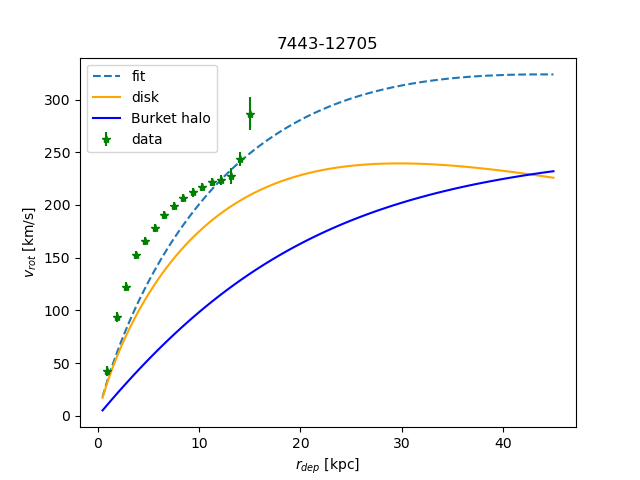 7443-12705
fit
disk
Burket halo
data
300
250
200
150
100
50
0
v_rot [km/s]
0 10 20 30 40
r_dep [kpc]